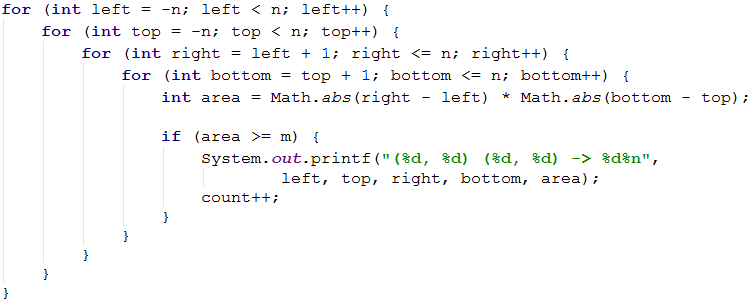 for (int left = -n; left < n; left++) {
    for (int top = -n; top < n; top++) {
        for (int right = left + 1; right <= n; right++) {
            for (int bottom = top + 1; bottom <= n; bottom++) {
                int area = Math.abs(right - left) * Math.abs(bottom - top);

                if (area >= m) {
                    System.out.printf("(%d, %d) (%d, %d) -> %d%n",
                            left, top, right, bottom, area);
                    count++;
                }
            }
        }
    }
}